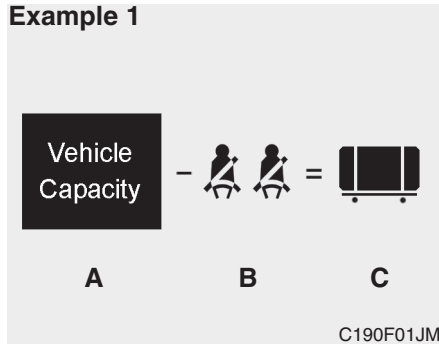 Example 1
Vehicle
Capacity
- =
A B C
C190F01JM